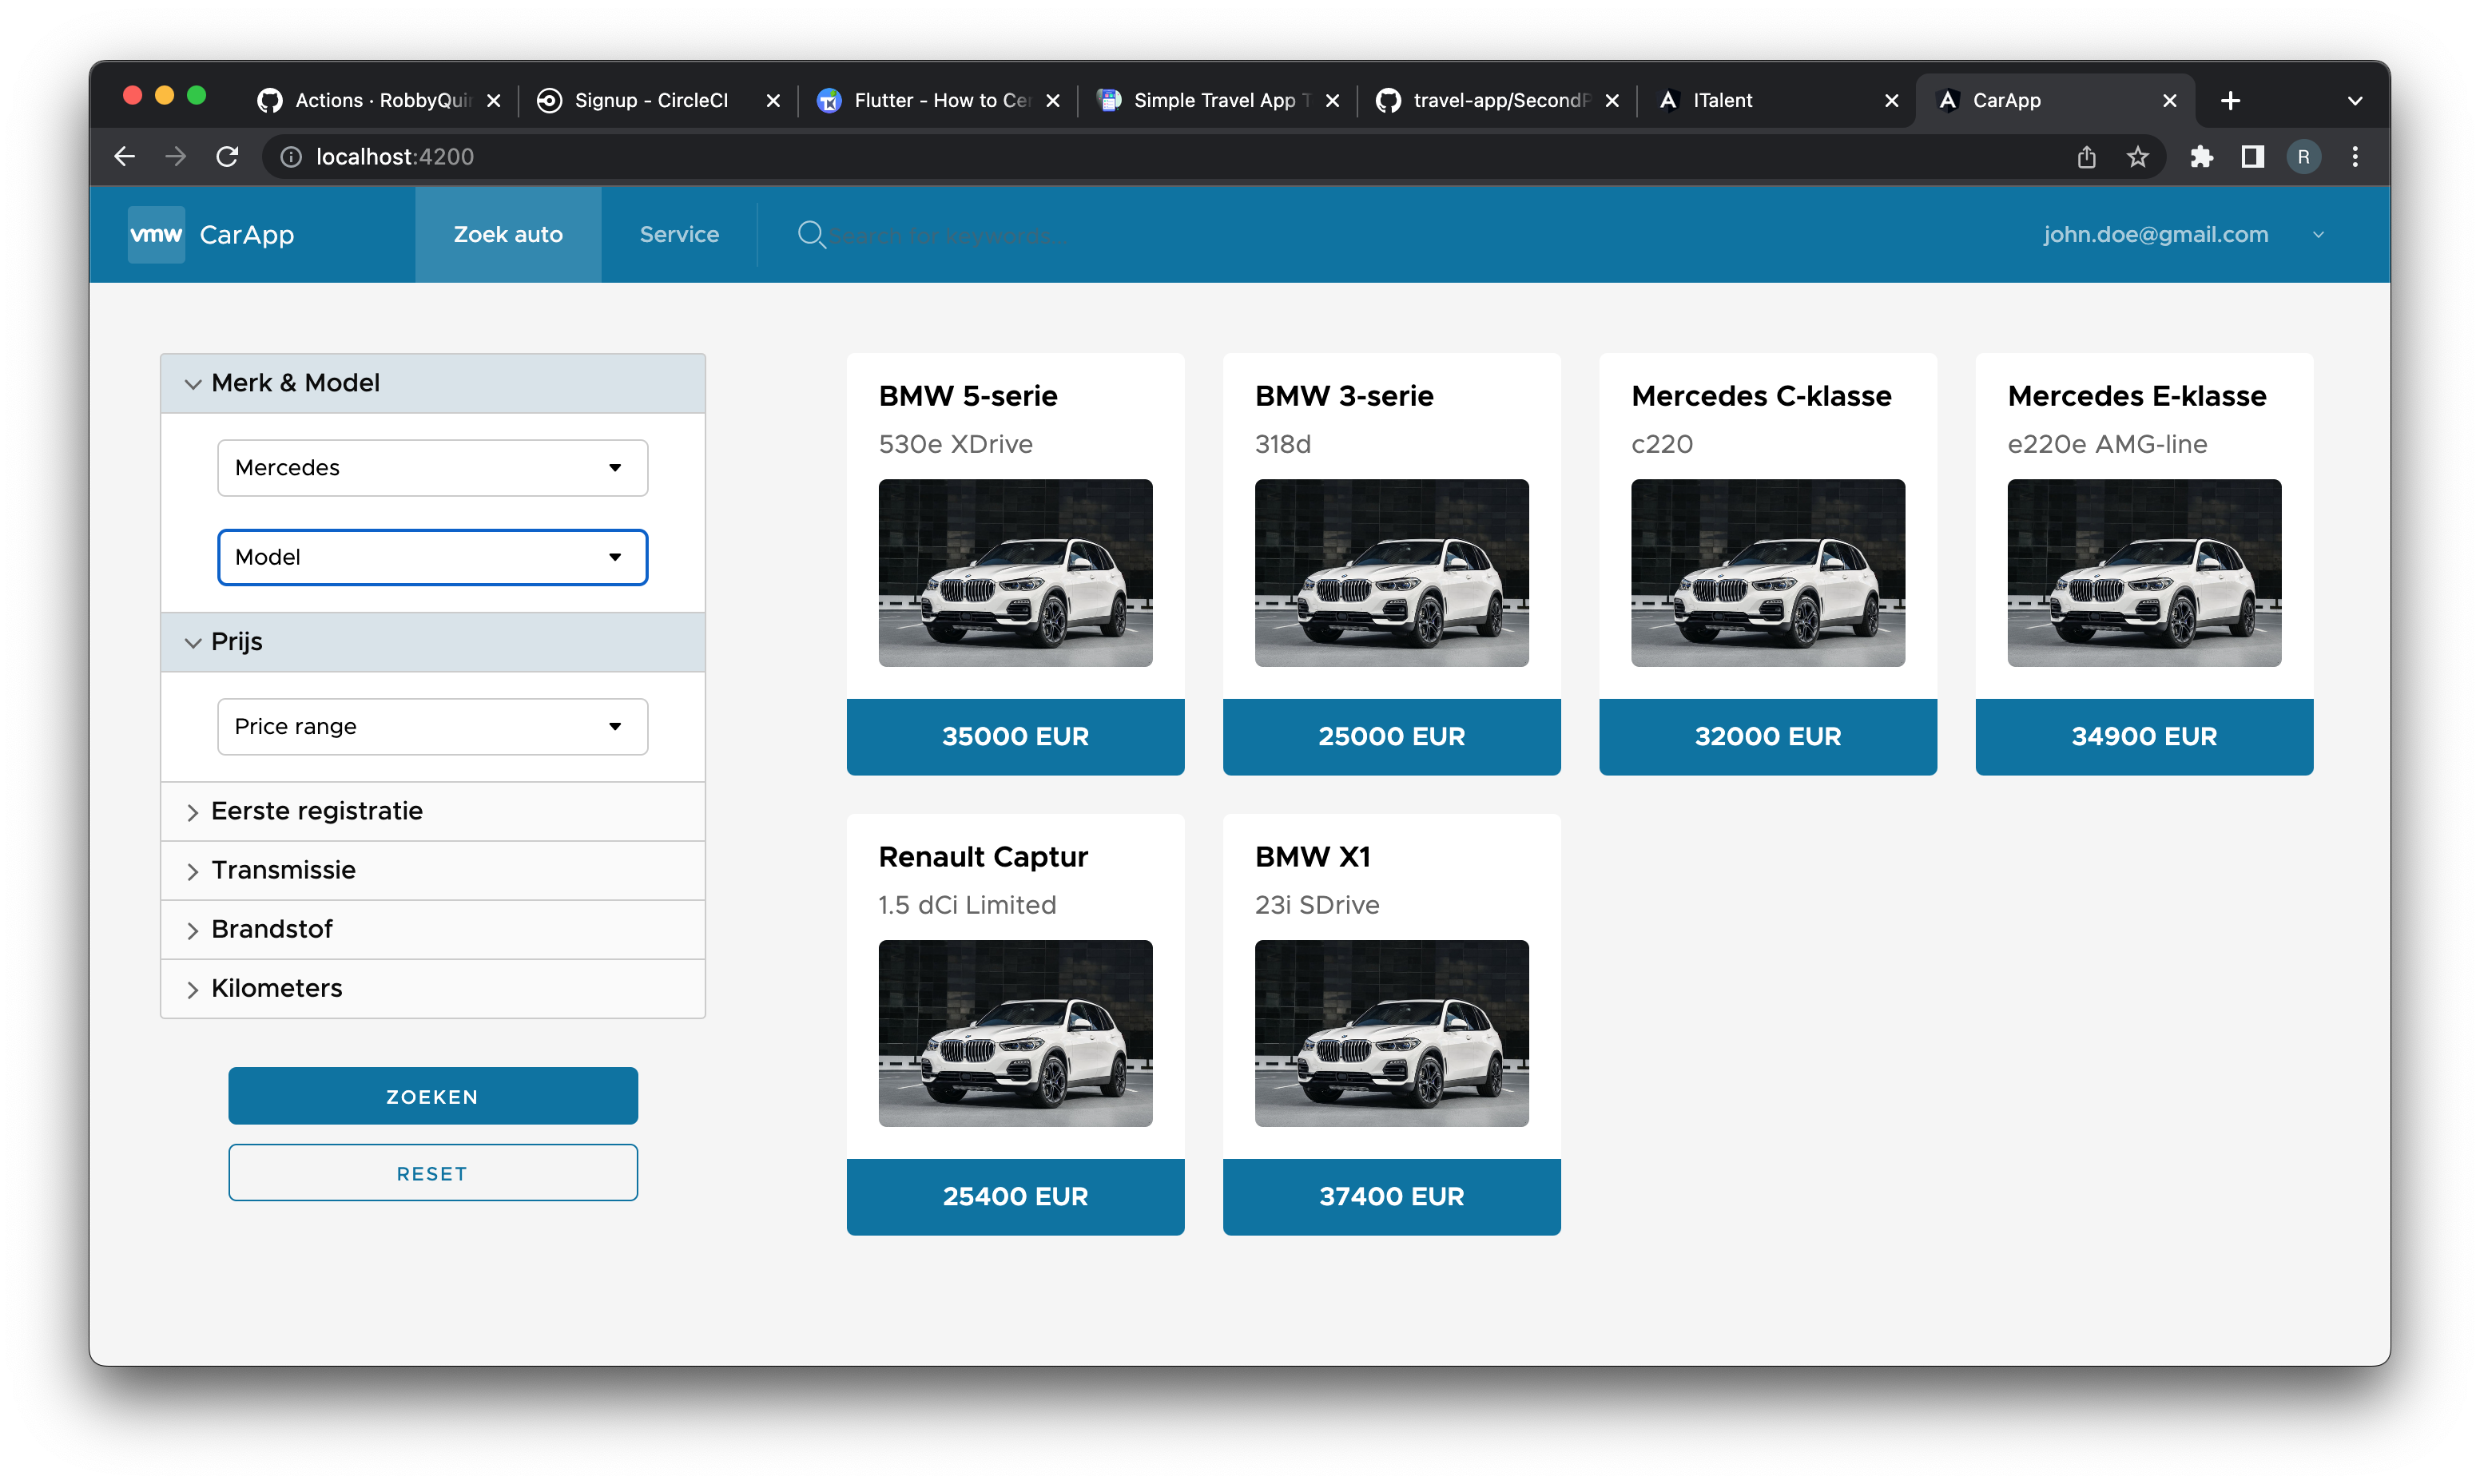 Actions · RobbyQui
Signup - CircleCI
Flutter - How to Cen
Simple Travel App T
travel-app/SecondP
ITalent
CarApp
localhost:4200
R
vmw
CarApp
Zoek auto
Service
Search for keywords...
john.doe@gmail.com
Merk & Model
Mercedes
Model
Prijs
Price range
Eerste registratie
Transmissie
Brandstof
Kilometers
ZOEKEN
RESET
BMW 5-serie
530e XDrive
35000 EUR
BMW 3-serie
318d
25000 EUR
Mercedes C-klasse
c220
32000 EUR
Mercedes E-klasse
e220e AMG-line
34900 EUR
Renault Captur
1.5 dCi Limited
25400 EUR
BMW X1
23i SDrive
37400 EUR